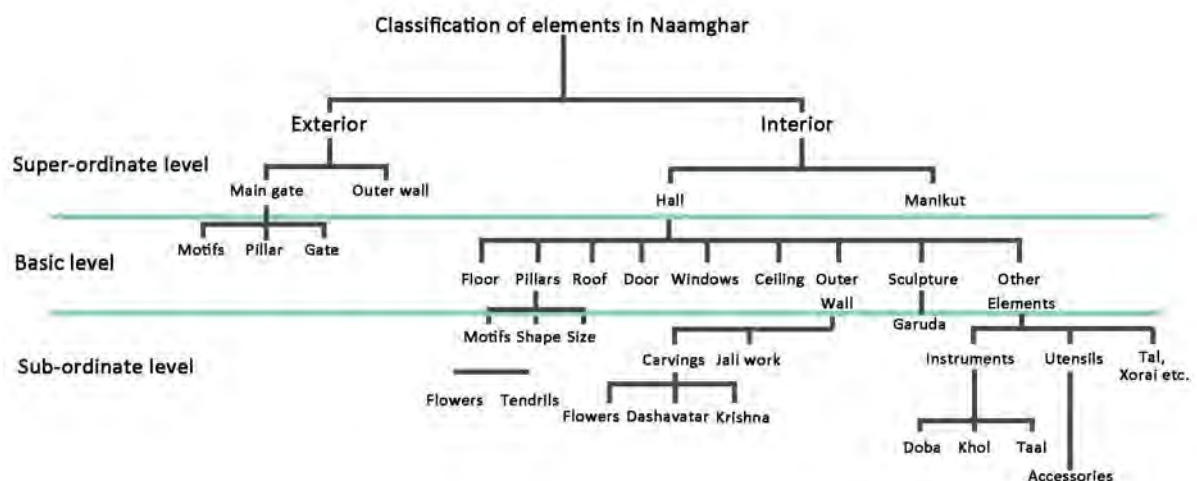 Classification of elements in Naamghar
Exterior
Interior
Super-ordinate level
Main gate
Outer wall
Hall
Manikut
Motifs
Pillar
Gate
Basic level
Floor
Pillars
Roof
Door
Windows
Ceiling
Outer
Wall
Sculpture
Other
Elements
Sub-ordinate level
Motifs
Shape
Size
Flowers
Tendrils
Carvings
Jali work
Flowers
Dashavatar
Krishna
Garuda
Instruments
Utensils
Tal,
Xorai etc.
Doba
Khol
Taal
Accessories